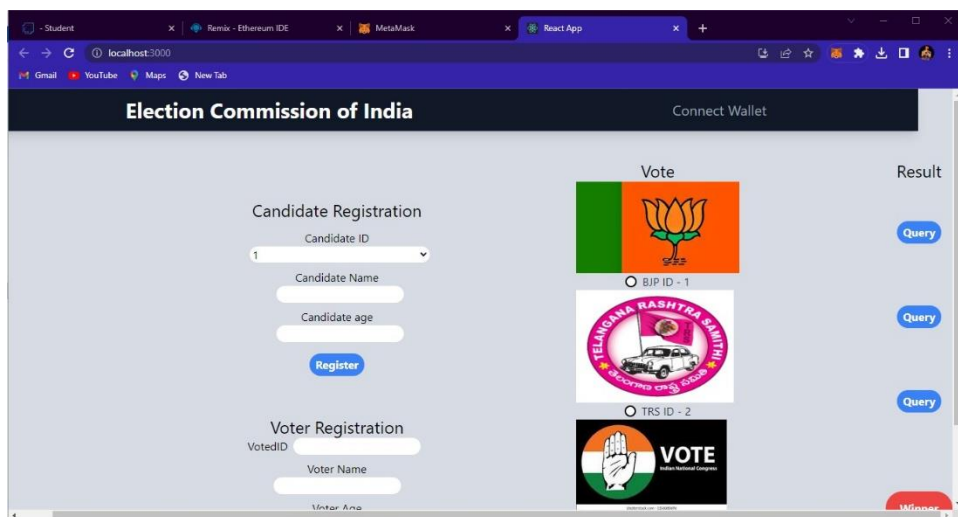 - Student
Remix - Ethereum IDE
MetaMask
React App
localhost:3000
Gmail
YouTube
Maps
New Tab
Election Commission of India
Connect Wallet
Candidate Registration
Candidate ID
1
Candidate Name
Candidate age
Register
Voter Registration
VotedID
Voter Name
Voter Age
Vote
BJP ID - 1
TELANGANA RASHTRA SAMITHI
తెలంగాణ రాష్ట్ర సమితి
TRS ID - 2
VOTE
Indian National Congress
Result
Query
Query
Query
Winner